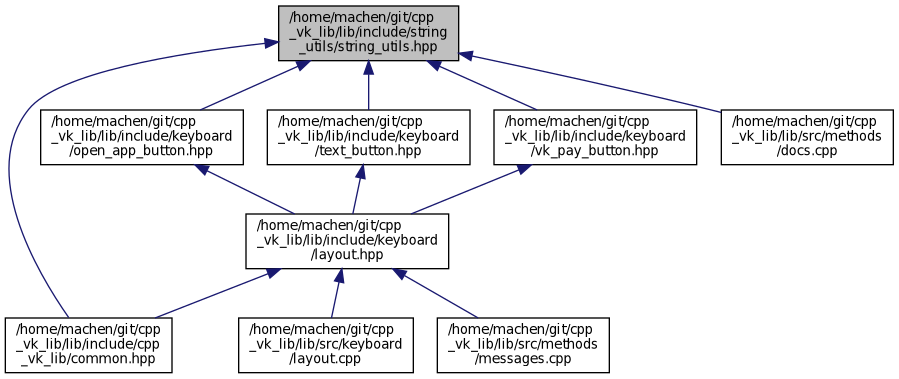 /home/machen/git/cpp
_vk_lib/lib/include/string
_utils/string_utils.hpp
/home/machen/git/cpp
_vk_lib/lib/include/keyboard
/open_app_button.hpp
/home/machen/git/cpp
_vk_lib/lib/include/keyboard
/text_button.hpp
/home/machen/git/cpp
_vk_lib/lib/include/keyboard
/vk_pay_button.hpp
/home/machen/git/cpp
_vk_lib/lib/src/methods
/docs.cpp
/home/machen/git/cpp
_vk_lib/lib/include/keyboard
/layout.hpp
/home/machen/git/cpp
_vk_lib/lib/include/cpp
_vk_lib/common.hpp
/home/machen/git/cpp
_vk_lib/lib/src/keyboard
/layout.cpp
/home/machen/git/cpp
_vk_lib/lib/src/methods
/messages.cpp